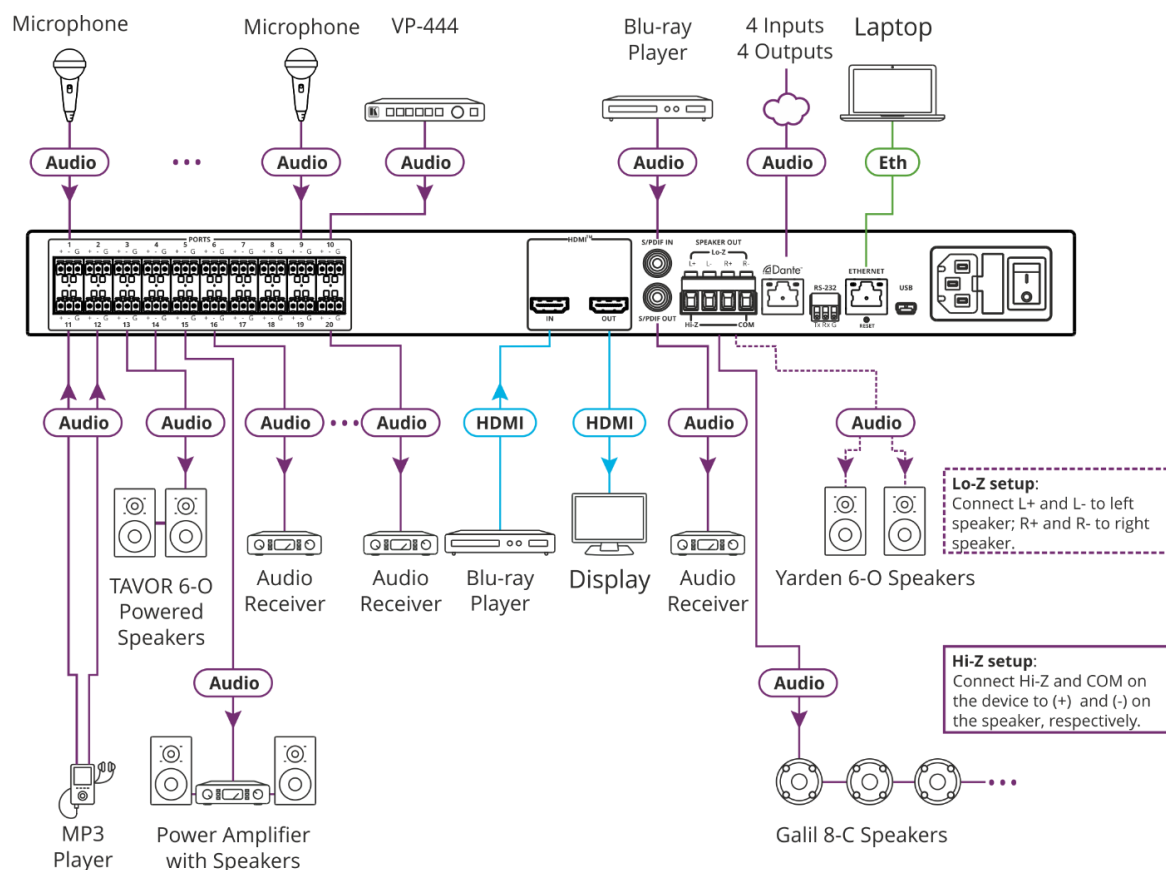 Microphone
Microphone
VP-444
Blu-ray
Player
4 Inputs
4 Outputs
Laptop
Audio
Audio
Audio
Audio
Audio
Eth
PORTS
1 2 3 4 5 6 7 8 9 10
+ - G + - G + - G + - G + - G + - G + - G + - G + - G + - G
+ - G + - G + - G + - G + - G + - G + - G + - G + - G + - G
11 12 13 14 15 16 17 18 19 20
HDMI™
IN
OUT
S/PDIF IN
S/PDIF OUT
SPEAKER OUT
Lo-Z
L+ L- R+ R-
Hi-Z
COM
Dante™
RS-232
Tx Rx G
ETHERNET
RESET
USB
Audio
Audio
Audio
Audio
HDMI
HDMI
Audio
Audio
TAVOR 6-O
Powered
Speakers
Audio
Receiver
Audio
Receiver
Blu-ray
Player
Display
Audio
Receiver
Yarden 6-O Speakers
Lo-Z setup:
Connect L+ and L- to left
speaker; R+ and R- to right
speaker.
Audio
Audio
Hi-Z setup:
Connect Hi-Z and COM on
the device to (+) and (-) on
the speaker, respectively.
MP3
Player
Power Amplifier
with Speakers
Galil 8-C Speakers